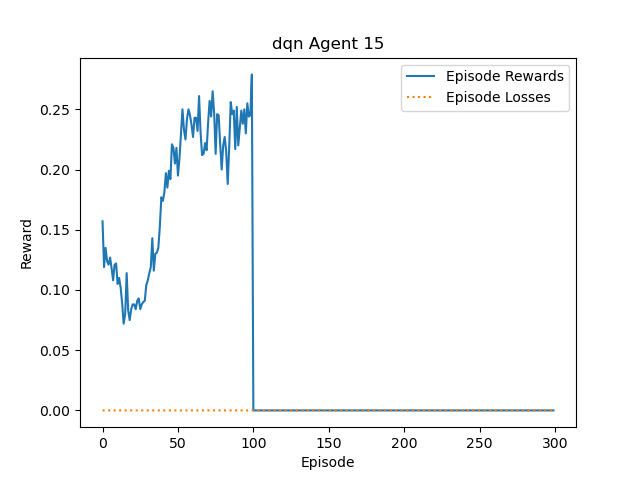 dqn Agent 15
Episode Rewards
Episode Losses
0.25
0.20
0.15
0.10
0.05
0.00
Reward
0 50 100 150 200 250 300
Episode